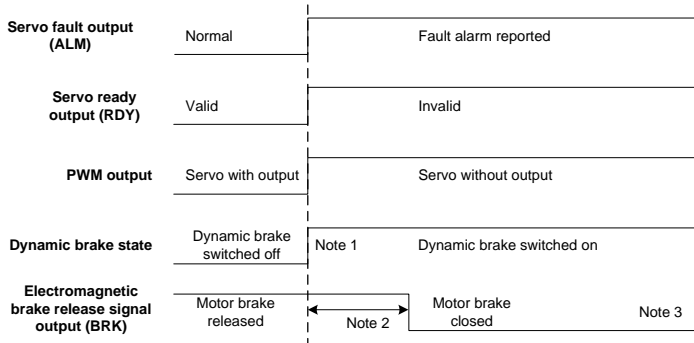 Servo fault output
(ALM)
Normal
Fault alarm reported
Servo ready
output (RDY)
Valid
Invalid
PWM output
Servo with output
Servo without output
Dynamic brake state
Dynamic brake
switched off
Note 1
Dynamic brake switched on
Electromagnetic
brake release signal
output (BRK)
Motor brake
released
Note 2
Motor brake
closed
Note 3